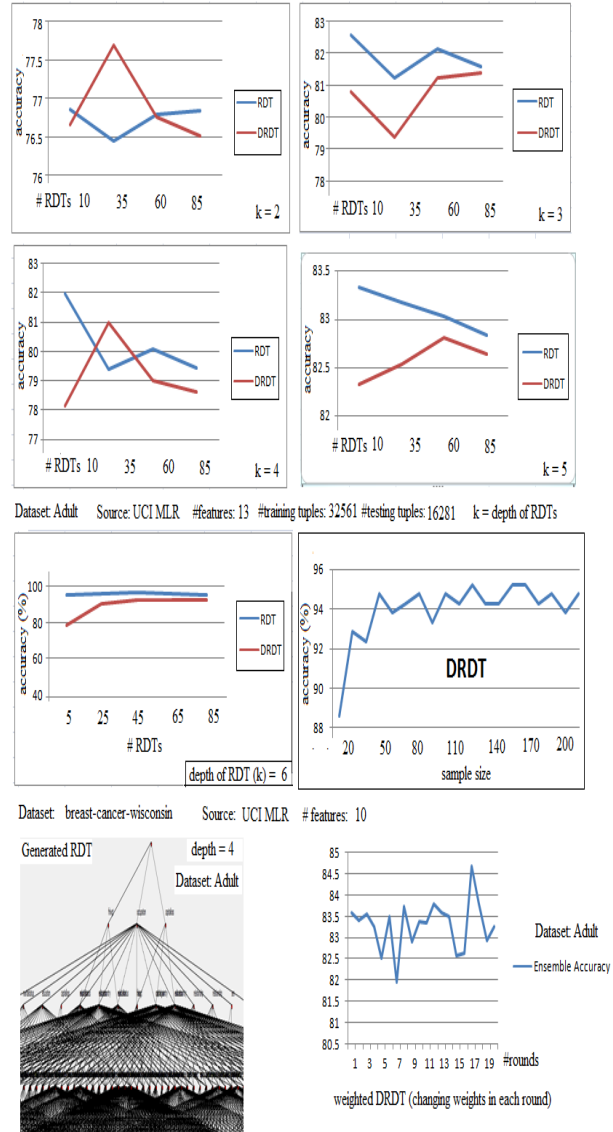 78
77.5
77
76.5
76
accuracy
RDT
DRDT
# RDTs 10 35 60 85
k = 2
83
82
81
80
79
78
accuracy
RDT
DRDT
# RDTs 10 35 60 85
k = 3
83
82
81
80
79
78
77
accuracy
RDT
DRDT
# RDTs 10 35 60 85
k = 4
83.5
83
82.5
82
accuracy
RDT
DRDT
# RDTs 10 35 60 85
k = 5
Dataset: Adult Source: UCI MLR #features: 13 #training tuples: 32561 #testing tuples: 16281 k = depth of RDTs
100
80
60
40
accuracy (%)
RDT
DRDT
5 25 45 65 85
# RDTs
depth of RDT (k) = 6
96
94
92
90
88
accuracy (%)
DRDT
20 50 80 110 140 170 200
sample size
Dataset: breast-cancer-wisconsin Source: UCI MLR # features: 10
Generated RDT
depth = 4
Dataset: Adult
85
84.5
84
83.5
83
82.5
82
81.5
81
80.5
1 3 5 7 9 11 13 15 17 19
#rounds
Dataset: Adult
Ensemble Accuracy
weighted DRDT (changing weights in each round)